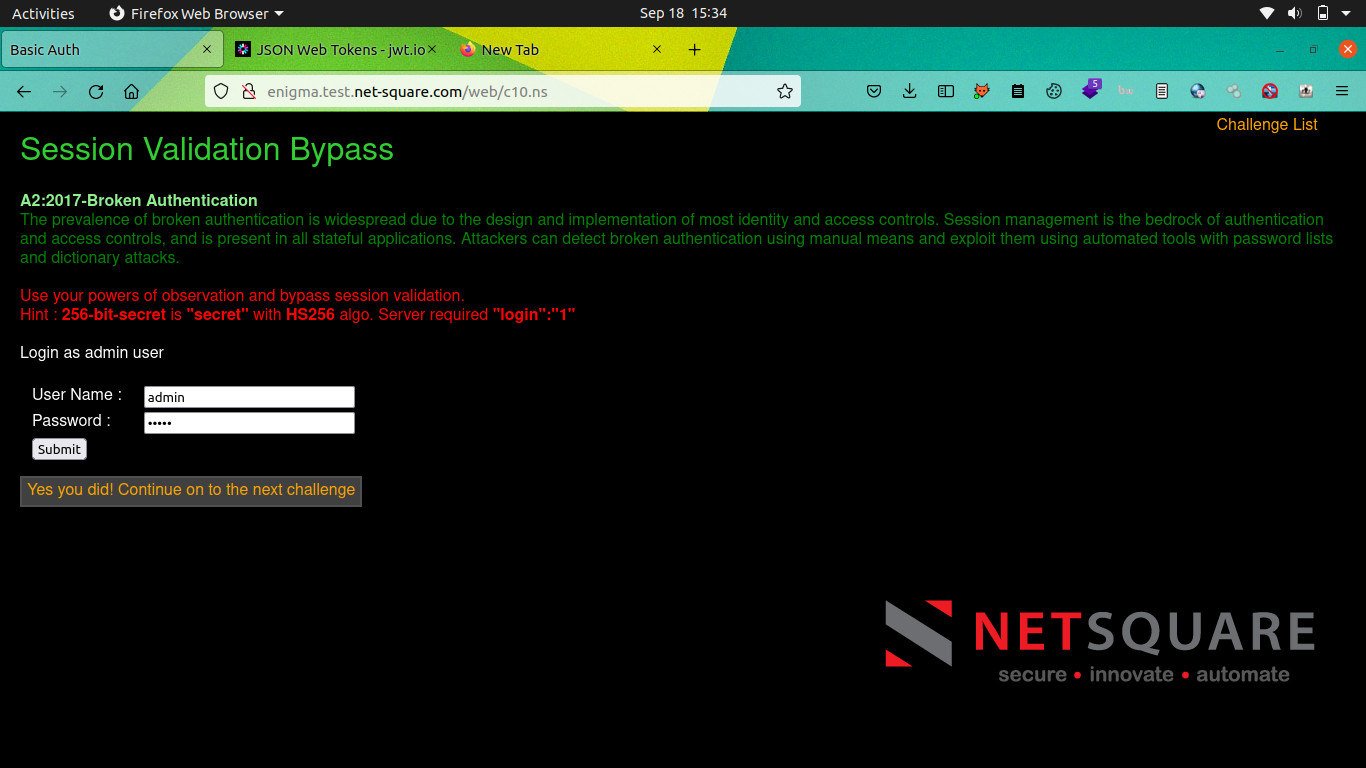 Activities
Firefox Web Browser
Sep 18 15:34
Basic Auth
JSON Web Tokens - jwt.io
New Tab
enigma.test.net-square.com/web/c10.ns
5
Challenge List
Session Validation Bypass
A2:2017-Broken Authentication
The prevalence of broken authentication is widespread due to the design and implementation of most identity and access controls. Session management is the bedrock of authentication
and access controls, and is present in all stateful applications. Attackers can detect broken authentication using manual means and exploit them using automated tools with password lists
and dictionary attacks.
Use your powers of observation and bypass session validation.
Hint : 256-bit-secret is "secret" with HS256 algo. Server required "login":"1"
Login as admin user
User Name :
admin
Password :
•••••
Submit
Yes you did! Continue on to the next challenge
NETSQUARE
secure • innovate • automate